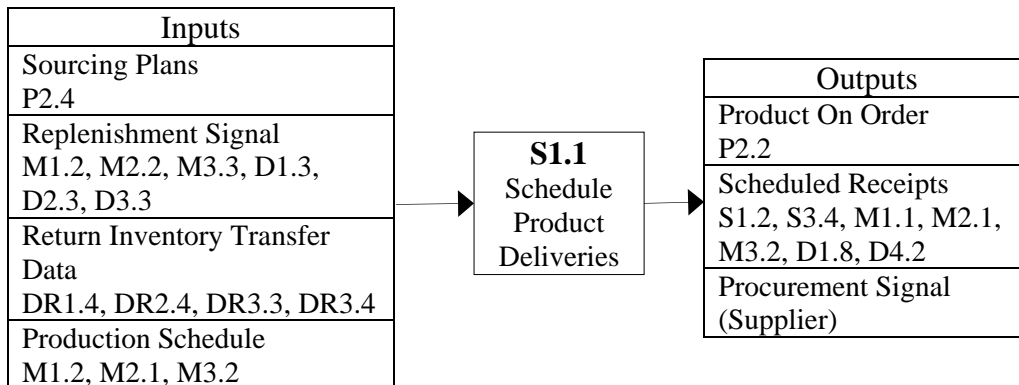 Inputs
Sourcing Plans
P2.4
Replenishment Signal
M1.2, M2.2, M3.3, D1.3,
D2.3, D3.3
Return Inventory Transfer
Data
DR1.4, DR2.4, DR3.3, DR3.4
Production Schedule
M1.2, M2.1, M3.2
S1.1
Schedule
Product
Deliveries
Outputs
Product On Order
P2.2
Scheduled Receipts
S1.2, S3.4, M1.1, M2.1,
M3.2, D1.8, D4.2
Procurement Signal
(Supplier)